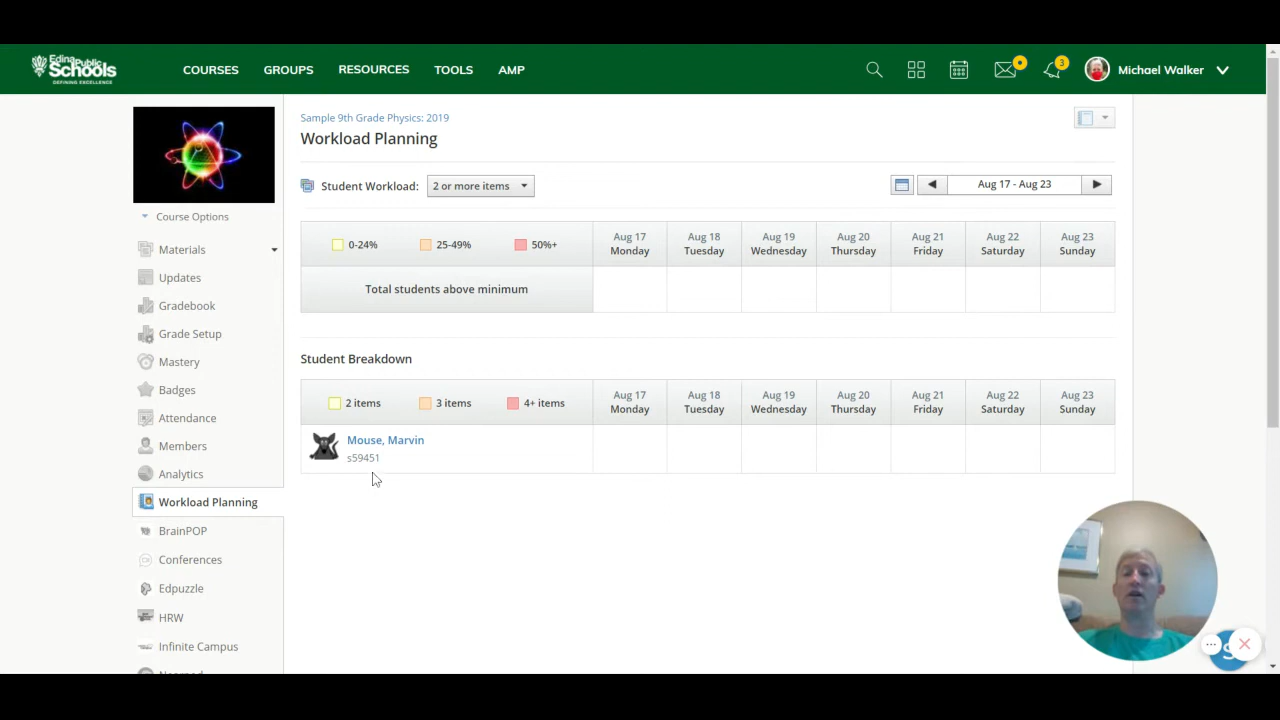 Edina Public
Schools
DEFINING EXCELLENCE
COURSES GROUPS RESOURCES TOOLS AMP
3
Michael Walker
Sample 9th Grade Physics: 2019
Workload Planning
Student Workload: 2 or more items
Aug 17 - Aug 23
0-24% 25-49% 50%+
Aug 17 Aug 18 Aug 19 Aug 20 Aug 21 Aug 22 Aug 23
Monday Tuesday Wednesday Thursday Friday Saturday Sunday
Total students above minimum
Student Breakdown
2 items 3 items 4+ items
Aug 17 Aug 18 Aug 19 Aug 20 Aug 21 Aug 22 Aug 23
Monday Tuesday Wednesday Thursday Friday Saturday Sunday
Mouse, Marvin
s59451
Course Options
Materials
Updates
Gradebook
Grade Setup
Mastery
Badges
Attendance
Members
Analytics
Workload Planning
BrainPOP
Conferences
Edpuzzle
HRW
Infinite Campus